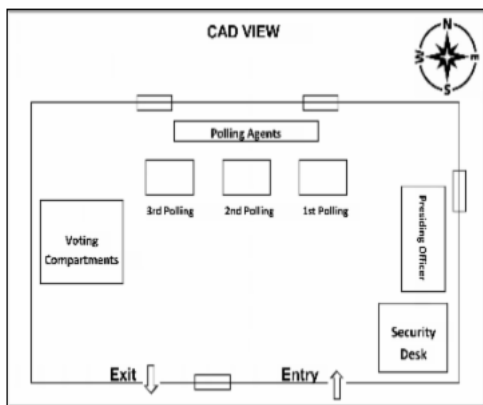 CAD VIEW
N
W
E
S
Polling Agents
3rd Polling
2nd Polling
1st Polling
Voting
Compartments
Presiding Officer
Security
Desk
Exit
Entry